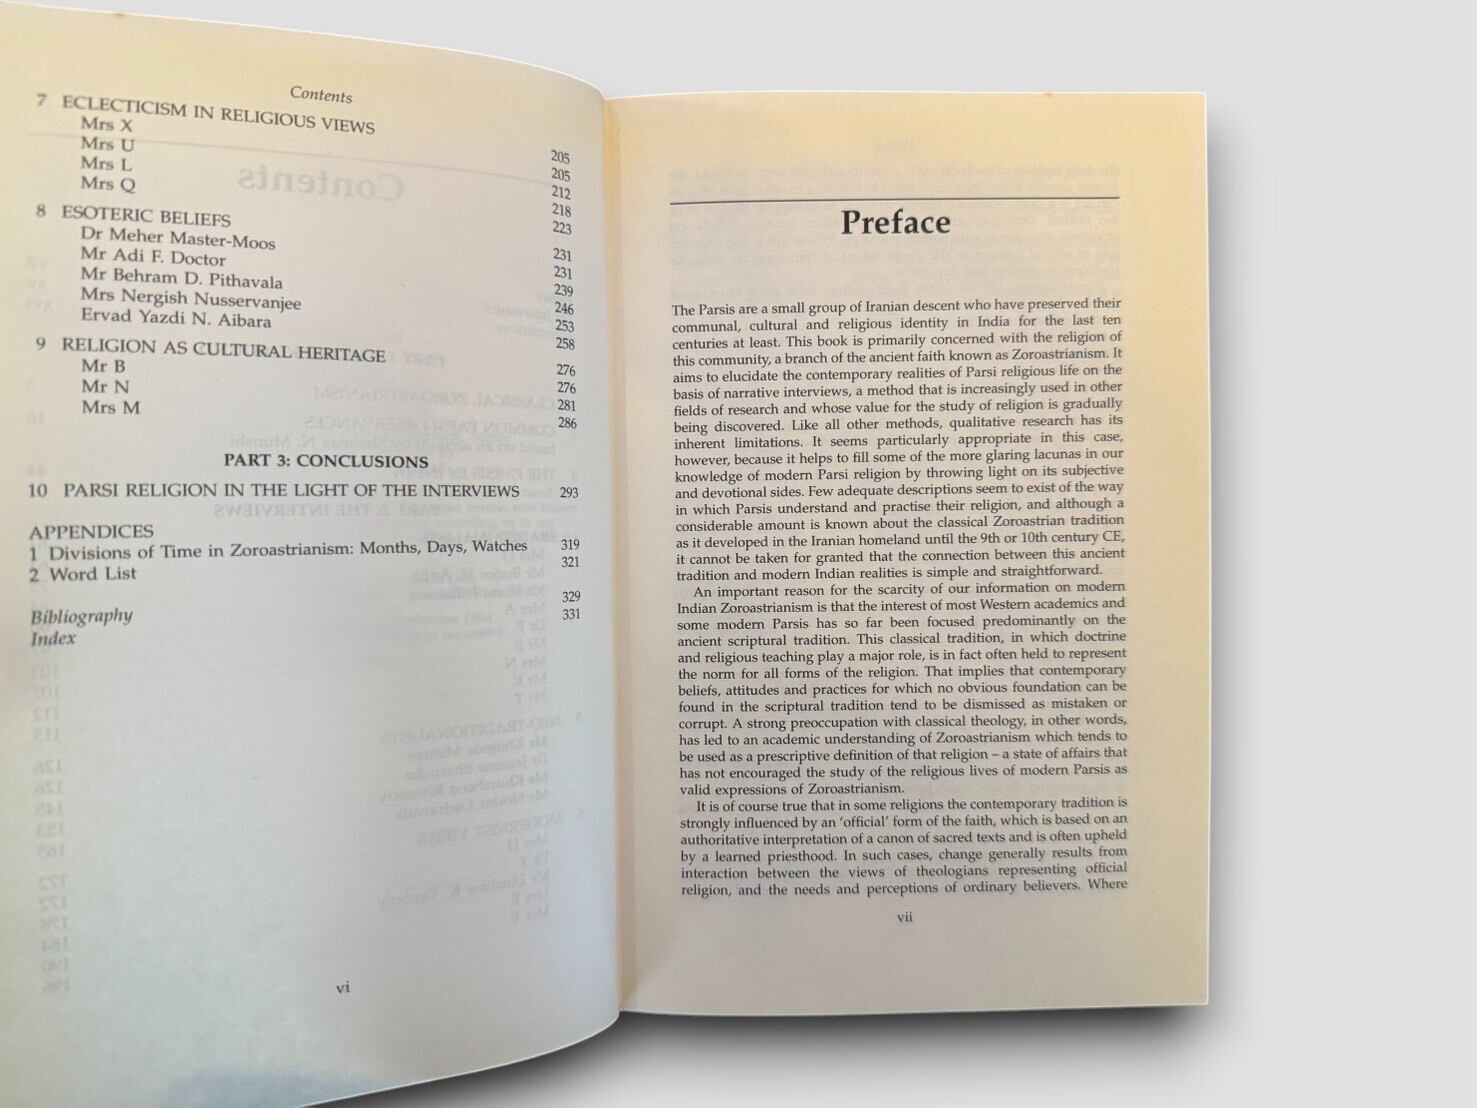 Contents
7 ECLECTICISM IN RELIGIOUS VIEWS 205
Mrs X 205
Mrs U 212
Mrs L 218
Mrs Q 223
8 ESOTERIC BELIEFS 231
Dr Meher Master-Moos 231
Mr Adi F. Doctor 239
Mr Behram D. Pithavala 246
Mrs Nergish Nusservanjee 253
Ervad Yazdi N. Aibara 258
9 RELIGION AS CULTURAL HERITAGE 276
Mr B 276
Mr N 281
Mrs M 286
PART 3: CONCLUSIONS
10 PARSI RELIGION IN THE LIGHT OF THE INTERVIEWS 293
APPENDICES
1 Divisions of Time in Zoroastrianism: Months, Days, Watches 319
2 Word List 321
Bibliography 329
Index 331
vi
Preface
The Parsis are a small group of Iranian descent who have preserved their
communal, cultural and religious identity in India for the last ten
centuries at least. This book is primarily concerned with the religion of
this community, a branch of the ancient faith known as Zoroastrianism. It
aims to elucidate the contemporary realities of Parsi religious life on the
basis of narrative interviews, a method that is increasingly used in other
fields of research and whose value for the study of religion is gradually
being discovered. Like all other methods, qualitative research has its
inherent limitations. It seems particularly appropriate in this case,
however, because it helps to fill some of the more glaring lacunas in our
knowledge of modern Parsi religion by throwing light on its subjective
and devotional sides. Few adequate descriptions seem to exist of the way
in which Parsis understand and practise their religion, and although a
considerable amount is known about the classical Zoroastrian tradition
as it developed in the Iranian homeland until the 9th or 10th century CE,
it cannot be taken for granted that the connection between this ancient
tradition and modern Indian realities is simple and straightforward.
An important reason for the scarcity of our information on modern
Indian Zoroastrianism is that the interest of most Western academics and
some modern Parsis has so far been focused predominantly on the
ancient scriptural tradition. This classical tradition, in which doctrine
and religious teaching play a major role, is in fact often held to represent
the norm for all forms of the religion. That implies that contemporary
beliefs, attitudes and practices for which no obvious foundation can be
found in the scriptural tradition tend to be dismissed as mistaken or
corrupt. A strong preoccupation with classical theology, in other words,
has led to an academic understanding of Zoroastrianism which tends to
be used as a prescriptive definition of that religion – a state of affairs that
has not encouraged the study of the religious lives of modern Parsis as
valid expressions of Zoroastrianism.
It is of course true that in some religions the contemporary tradition is
strongly influenced by an ‘official’ form of the faith, which is based on an
authoritative interpretation of a canon of sacred texts and is often upheld
by a learned priesthood. In such cases, change generally results from
interaction between the views of theologians representing official
religion, and the needs and perceptions of ordinary believers. Where
vii